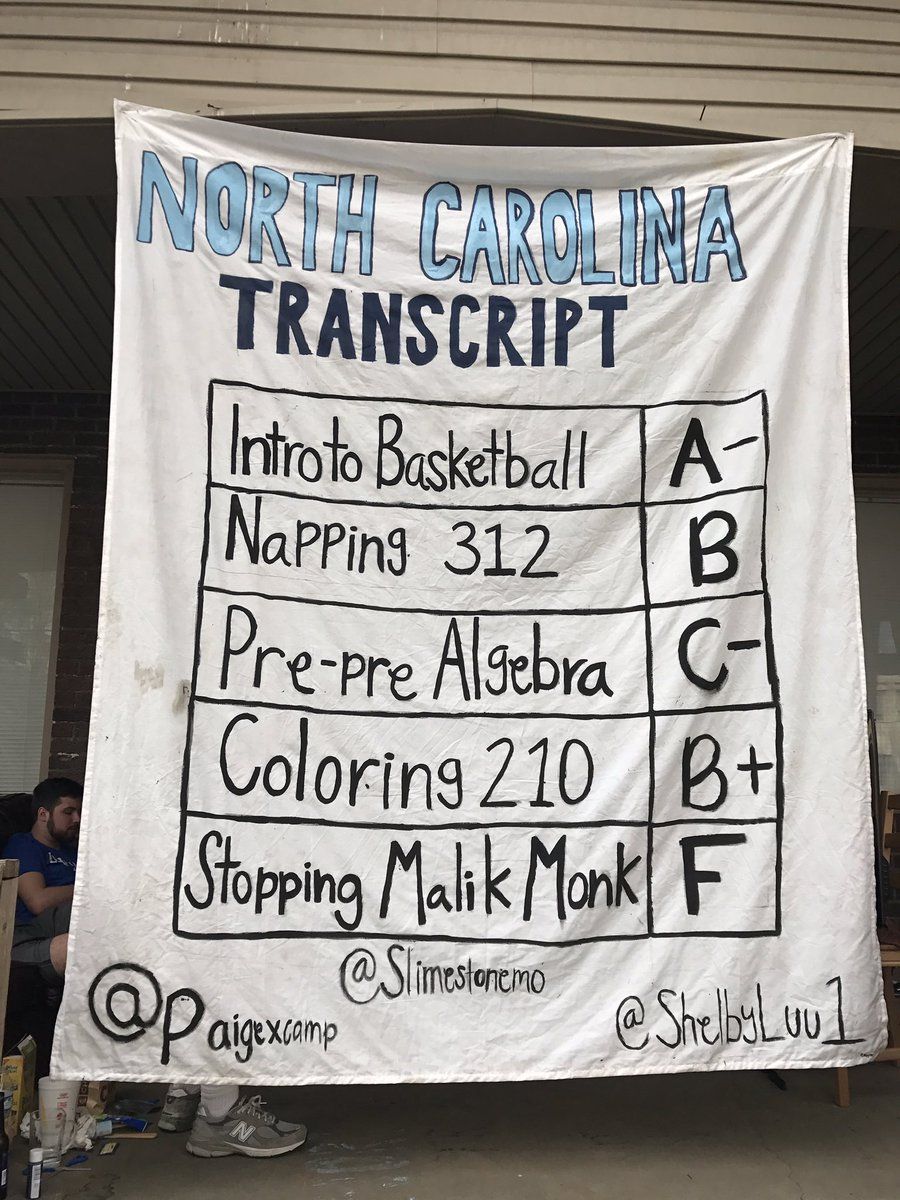 NORTH CAROLINA
TRANSCRIPT
Intro to Basketball A-
Napping 312 B
Pre-pre Algebra C-
Coloring 210 B+
Stopping Malik Monk F
@Slimestonemo
@Paigexcamp
@ShelbyLuu1
N